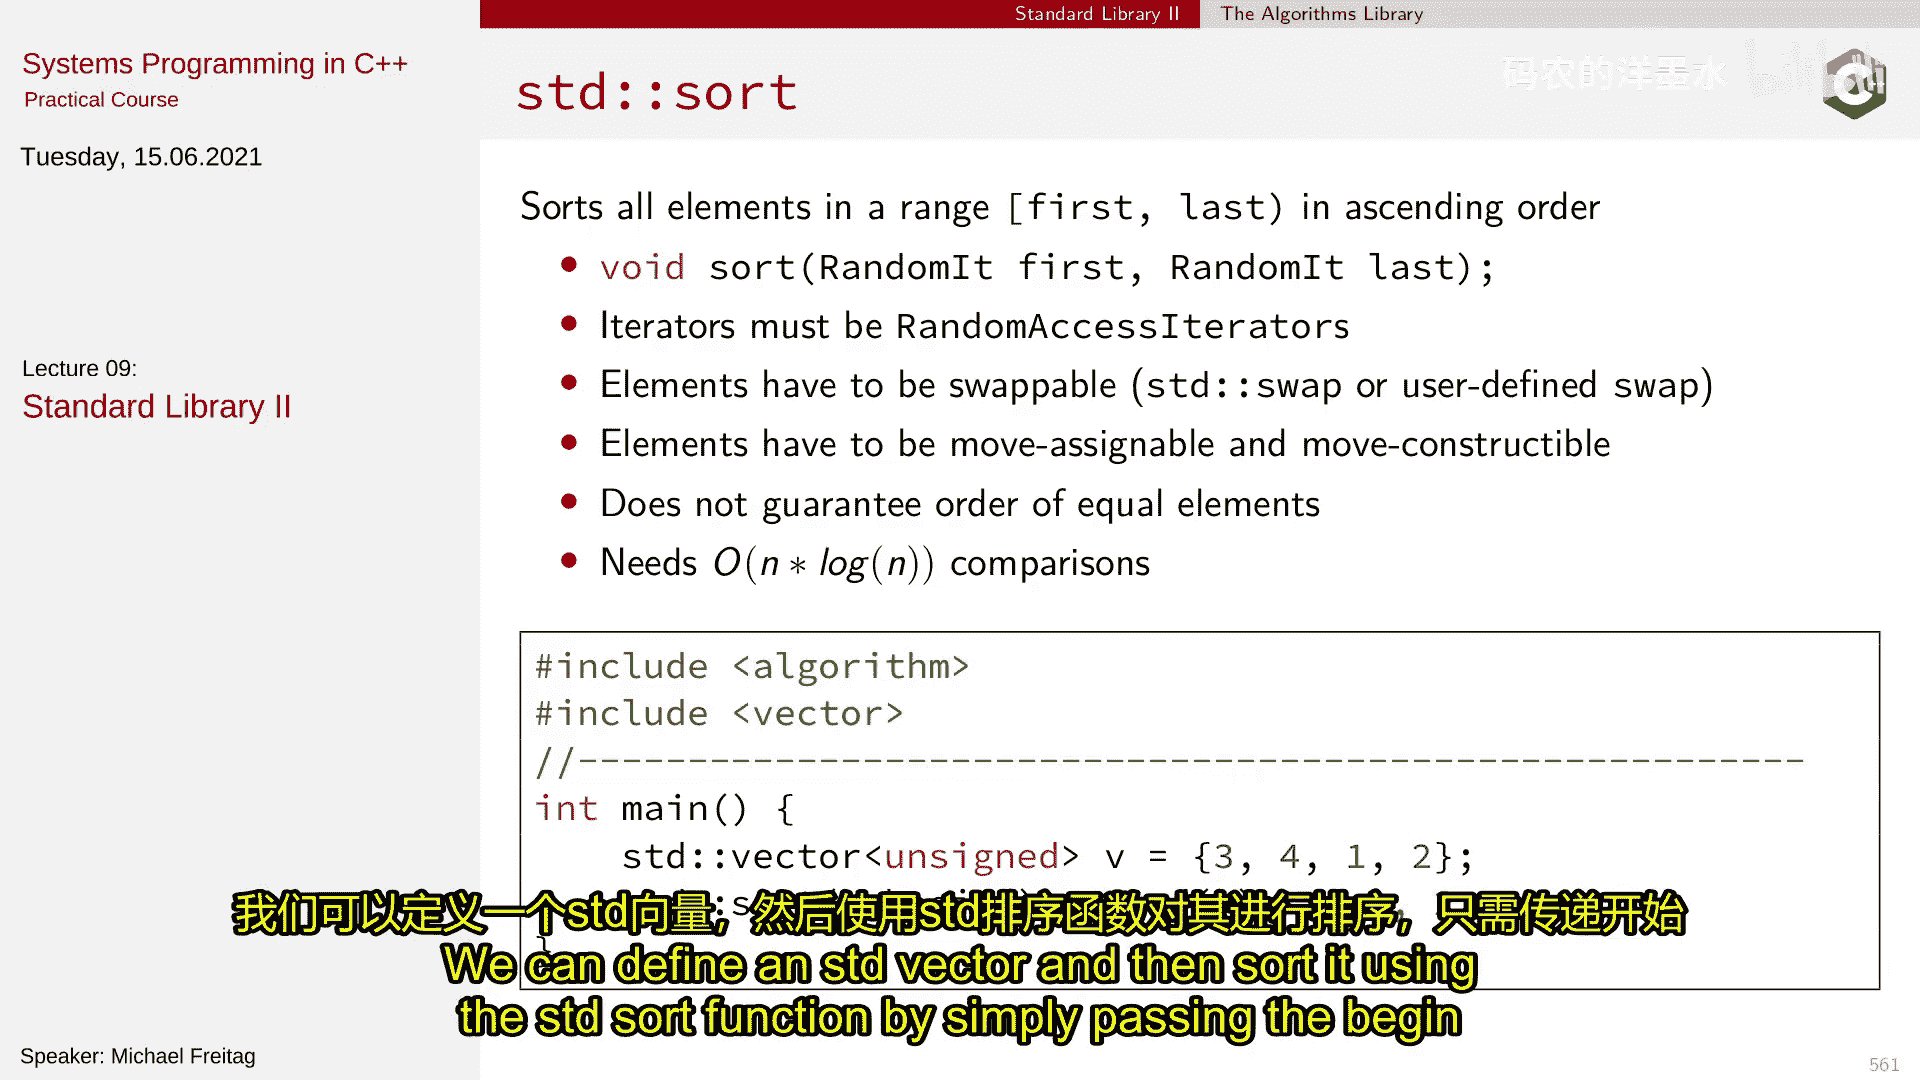 Standard Library II
The Algorithms Library
Systems Programming in C++
Practical Course
Tuesday, 15.06.2021
Lecture 09:
Standard Library II
码农的洋墨水
std::sort
Sorts all elements in a range [first, last) in ascending order
• void sort(RandomIt first, RandomIt last);
• Iterators must be RandomAccessIterators
• Elements have to be swappable (std::swap or user-defined swap)
• Elements have to be move-assignable and move-constructible
• Does not guarantee order of equal elements
• Needs O(n * log(n)) comparisons
#include <algorithm>
#include <vector>
//---------------------------------------------------------
int main() {
std::vector<unsigned> v = {3, 4, 1, 2};
}
我们可以定义一个std向量，然后使用std排序函数对其进行排序，只需传递开始
We can define an std vector and then sort it using
the std sort function by simply passing the begin
Speaker: Michael Freitag
561